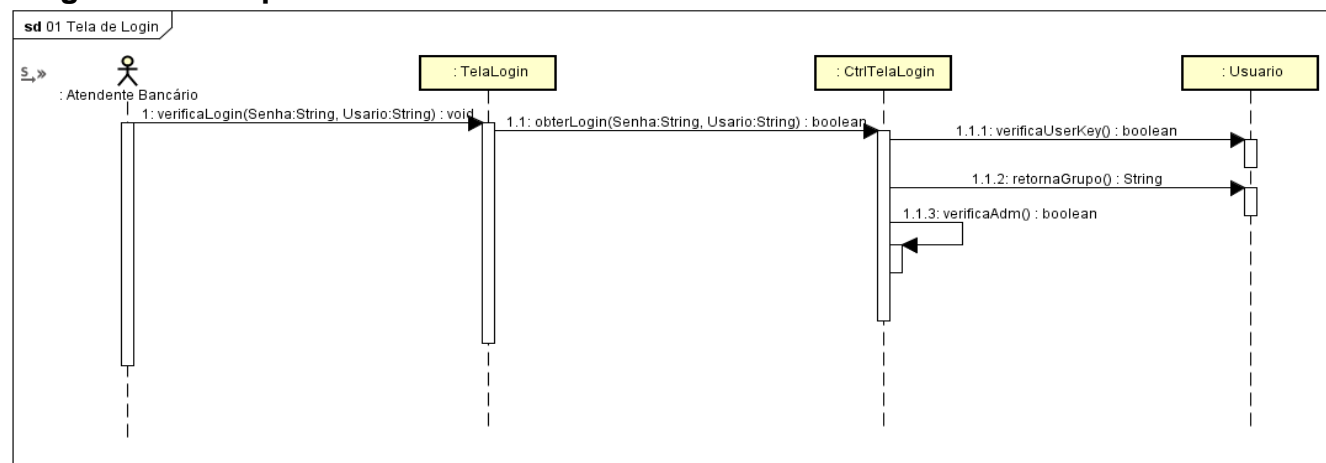 sd 01 Tela de Login
S
: Atendente Bancário
: TelaLogin
: CtrlTelaLogin
: Usuario
1: verificaLogin(Senha:String, Usario:String) : void
1.1: obterLogin(Senha:String, Usario:String) : boolean
1.1.1: verificaUserKey() : boolean
1.1.2: retornaGrupo() : String
1.1.3: verificaAdm() : boolean